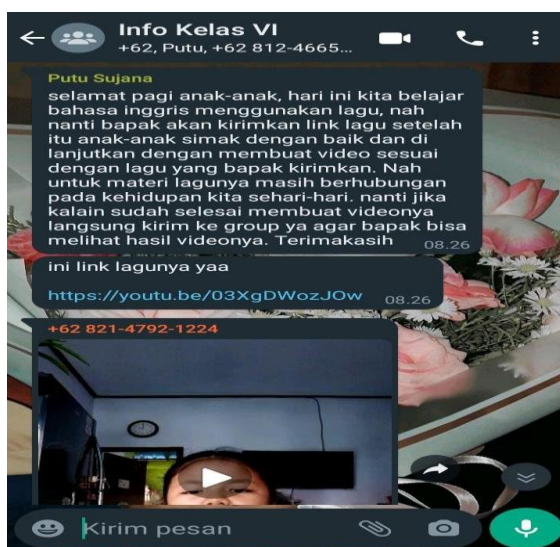 Info Kelas VI
+62, Putu, +62 812-4665...
Putu Sujana
selamat pagi anak-anak, hari ini kita belajar
bahasa inggris menggunakan lagu, nah
nanti bapak akan kirimkan link lagu setelah
itu anak-anak simak dengan baik dan di
lanjutkan dengan membuat video sesuai
dengan lagu yang bapak kirimkan. Nah
untuk materi lagunya masih berhubungan
pada kehidupan kita sehari-hari. nanti jika
kalain sudah selesai membuat videonya
langsung kirim ke group ya agar bapak bisa
melihat hasil videonya. Terimakasih
08.26
ini link lagunya yaa
https://youtu.be/03XgDWozJOw 08.26
+62 821-4792-1224
Kirim pesan